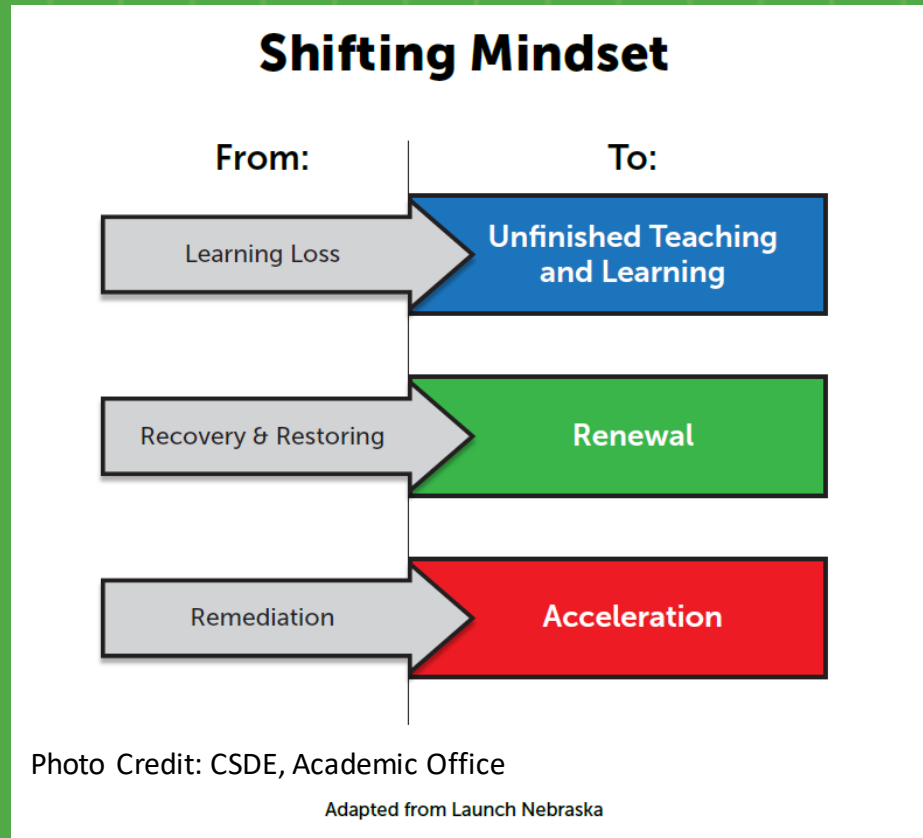 Shifting Mindset
From:
To:
Learning Loss
Unfinished Teaching
and Learning
Recovery & Restoring
Renewal
Remediation
Acceleration
Photo Credit: CSDE, Academic Office
Adapted from Launch Nebraska